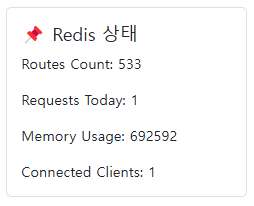 📌 Redis 상태
Routes Count: 533
Requests Today: 1
Memory Usage: 692592
Connected Clients: 1